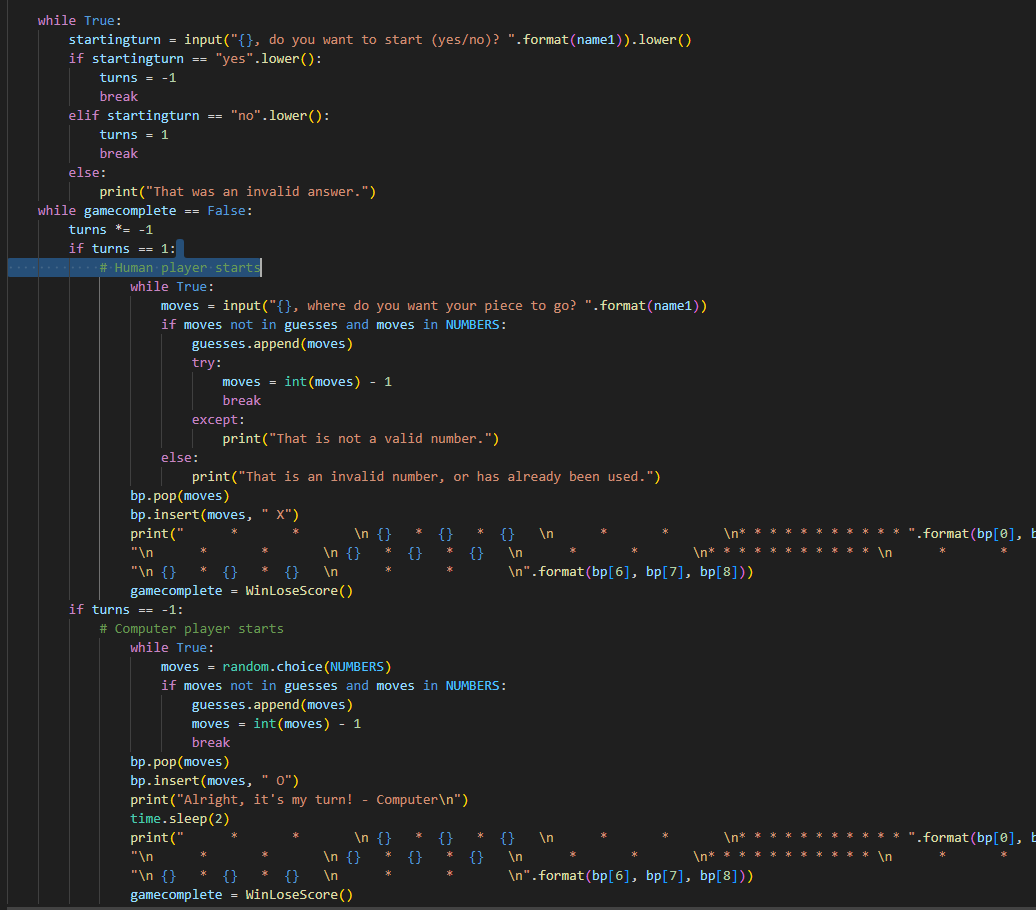 while True:
    startingturn = input("{}, do you want to start (yes/no)? ".format(name1)).lower()
    if startingturn == "yes".lower():
        turns = -1
        break
    elif startingturn == "no".lower():
        turns = 1
        break
    else:
        print("That was an invalid answer.")
while gamecomplete == False:
    turns *= -1
    if turns == 1:
        # Human player starts
            while True:
                moves = input("{}, where do you want your piece to go? ".format(name1))
                if moves not in guesses and moves in NUMBERS:
                    guesses.append(moves)
                    try:
                        moves = int(moves) - 1
                        break
                    except:
                        print("That is not a valid number.")
                else:
                    print("That is an invalid number, or has already been used.")
            bp.pop(moves)
            bp.insert(moves, " X")
            print("      *       *       \n {}   *  {}   *  {}   \n      *       *       \n* * * * * * * * * * * ".format(bp[0], b
            "\n      *       *       \n {}   *  {}   *  {}   \n      *       *       \n* * * * * * * * * * * \n      *       *
            "\n {}   *  {}   *  {}   \n      *       *       \n".format(bp[6], bp[7], bp[8]))
            gamecomplete = WinLoseScore()
    if turns == -1:
        # Computer player starts
            while True:
                moves = random.choice(NUMBERS)
                if moves not in guesses and moves in NUMBERS:
                    guesses.append(moves)
                    moves = int(moves) - 1
                    break
            bp.pop(moves)
            bp.insert(moves, " O")
            print("Alright, it's my turn! - Computer\n")
            time.sleep(2)
            print("      *       *       \n {}   *  {}   *  {}   \n      *       *       \n* * * * * * * * * * * ".format(bp[0], b
            "\n      *       *       \n {}   *  {}   *  {}   \n      *       *       \n* * * * * * * * * * * \n      *       *
            "\n {}   *  {}   *  {}   \n      *       *       \n".format(bp[6], bp[7], bp[8]))
            gamecomplete = WinLoseScore()